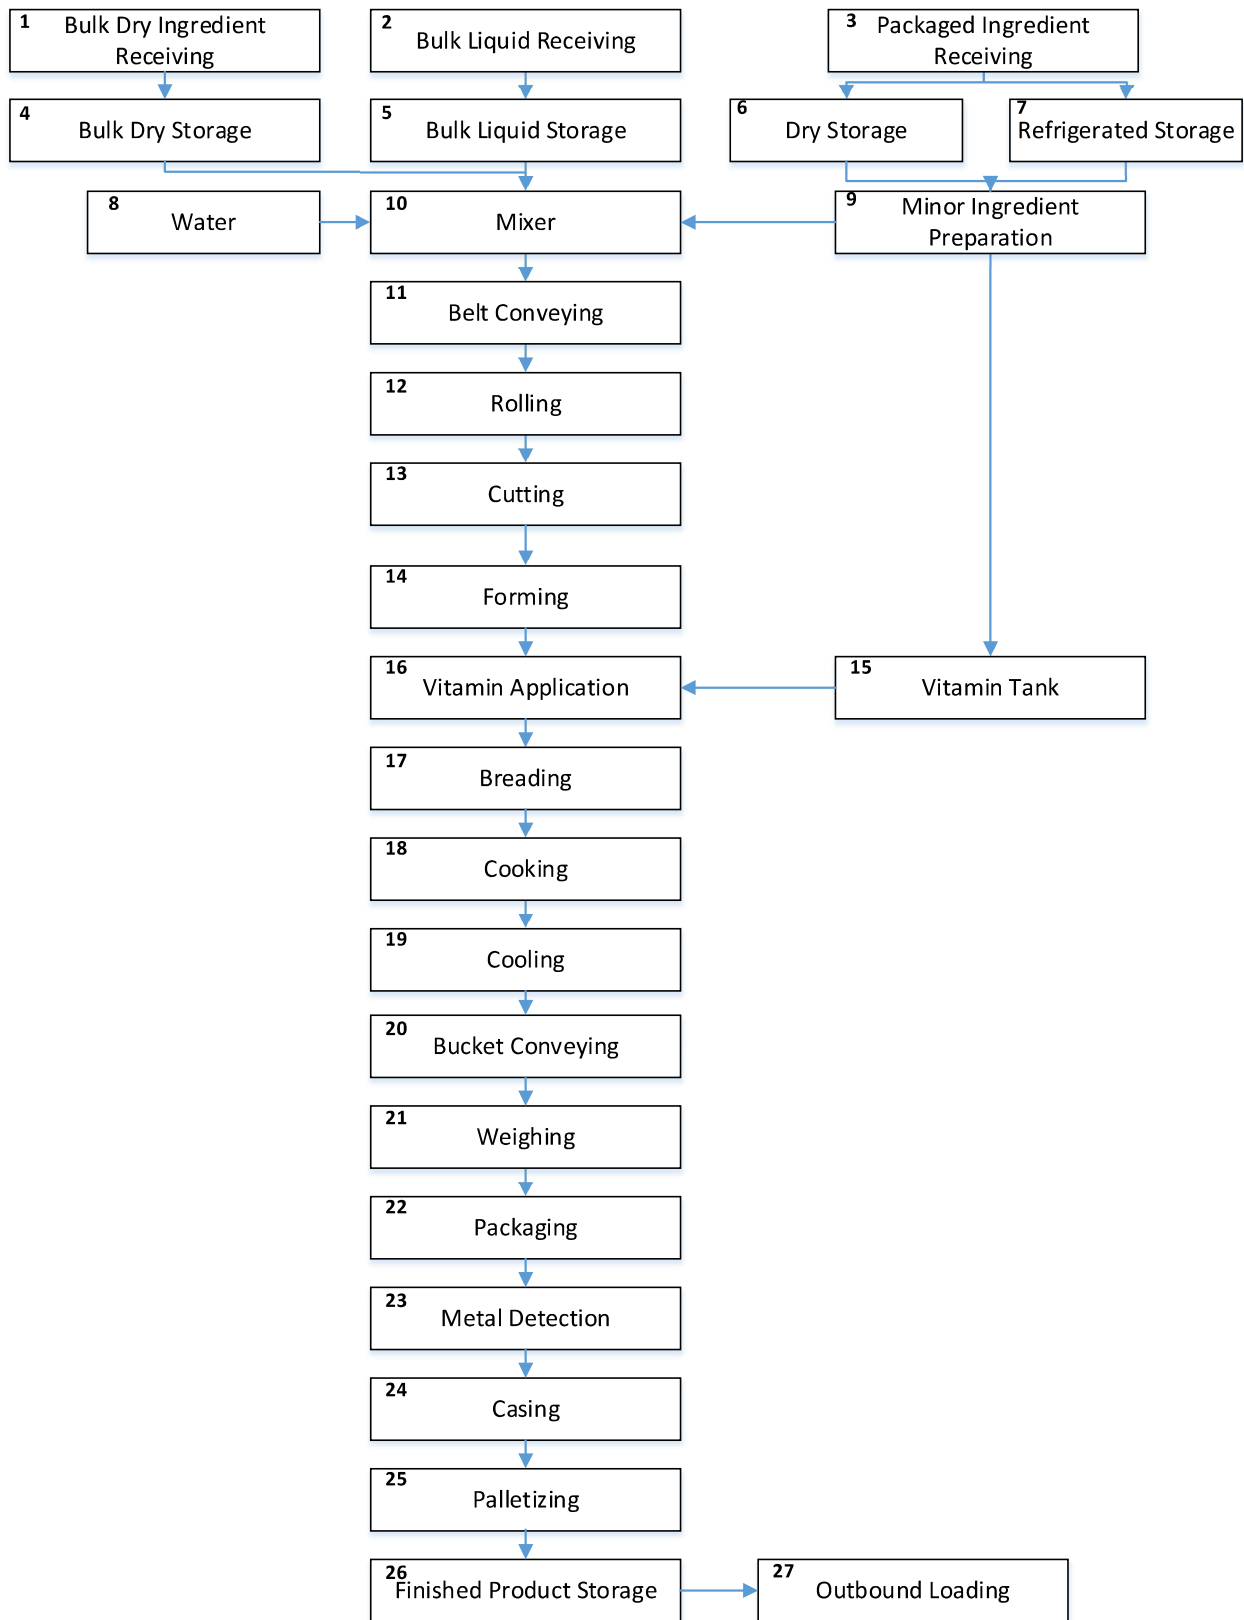 1
Bulk Dry Ingredient
Receiving
2
Bulk Liquid Receiving
3
Packaged Ingredient
Receiving
4
Bulk Dry Storage
5
Bulk Liquid Storage
6
Dry Storage
7
Refrigerated Storage
8
Water
10
Mixer
9
Minor Ingredient
Preparation
11
Belt Conveying
12
Rolling
13
Cutting
14
Forming
16
Vitamin Application
15
Vitamin Tank
17
Breading
18
Cooking
19
Cooling
20
Bucket Conveying
21
Weighing
22
Packaging
23
Metal Detection
24
Casing
25
Palletizing
26
Finished Product Storage
27
Outbound Loading